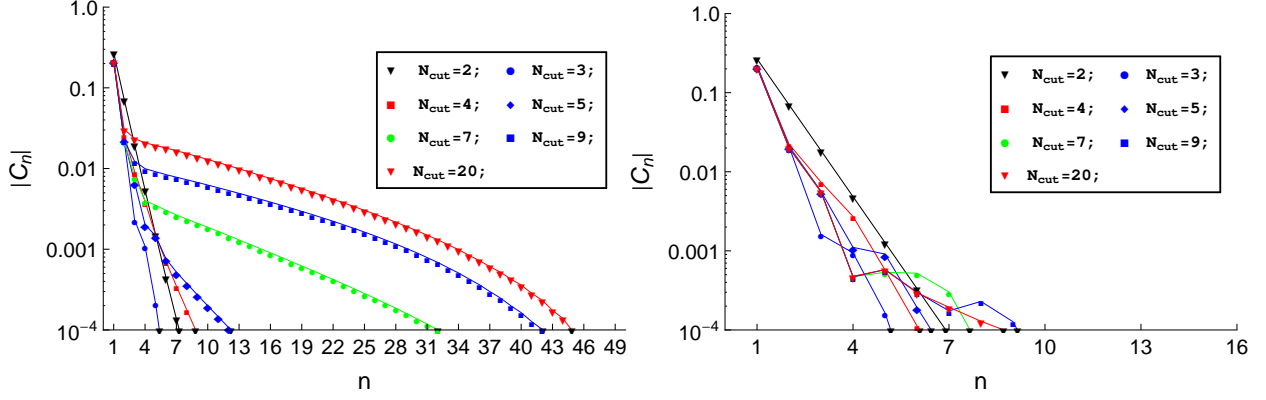 1.0
0.1
0.01
0.001
10⁻⁴
|Cₙ|
N_cut=2; N_cut=3;
N_cut=4; N_cut=5;
N_cut=7; N_cut=9;
N_cut=20;
1 4 7 10 13 16 19 22 25 28 31 34 37 40 43 46 49
n
1.0
0.1
0.01
0.001
10⁻⁴
|Cₙ|
N_cut=2; N_cut=3;
N_cut=4; N_cut=5;
N_cut=7; N_cut=9;
N_cut=20;
1 4 7 10 13 16
n